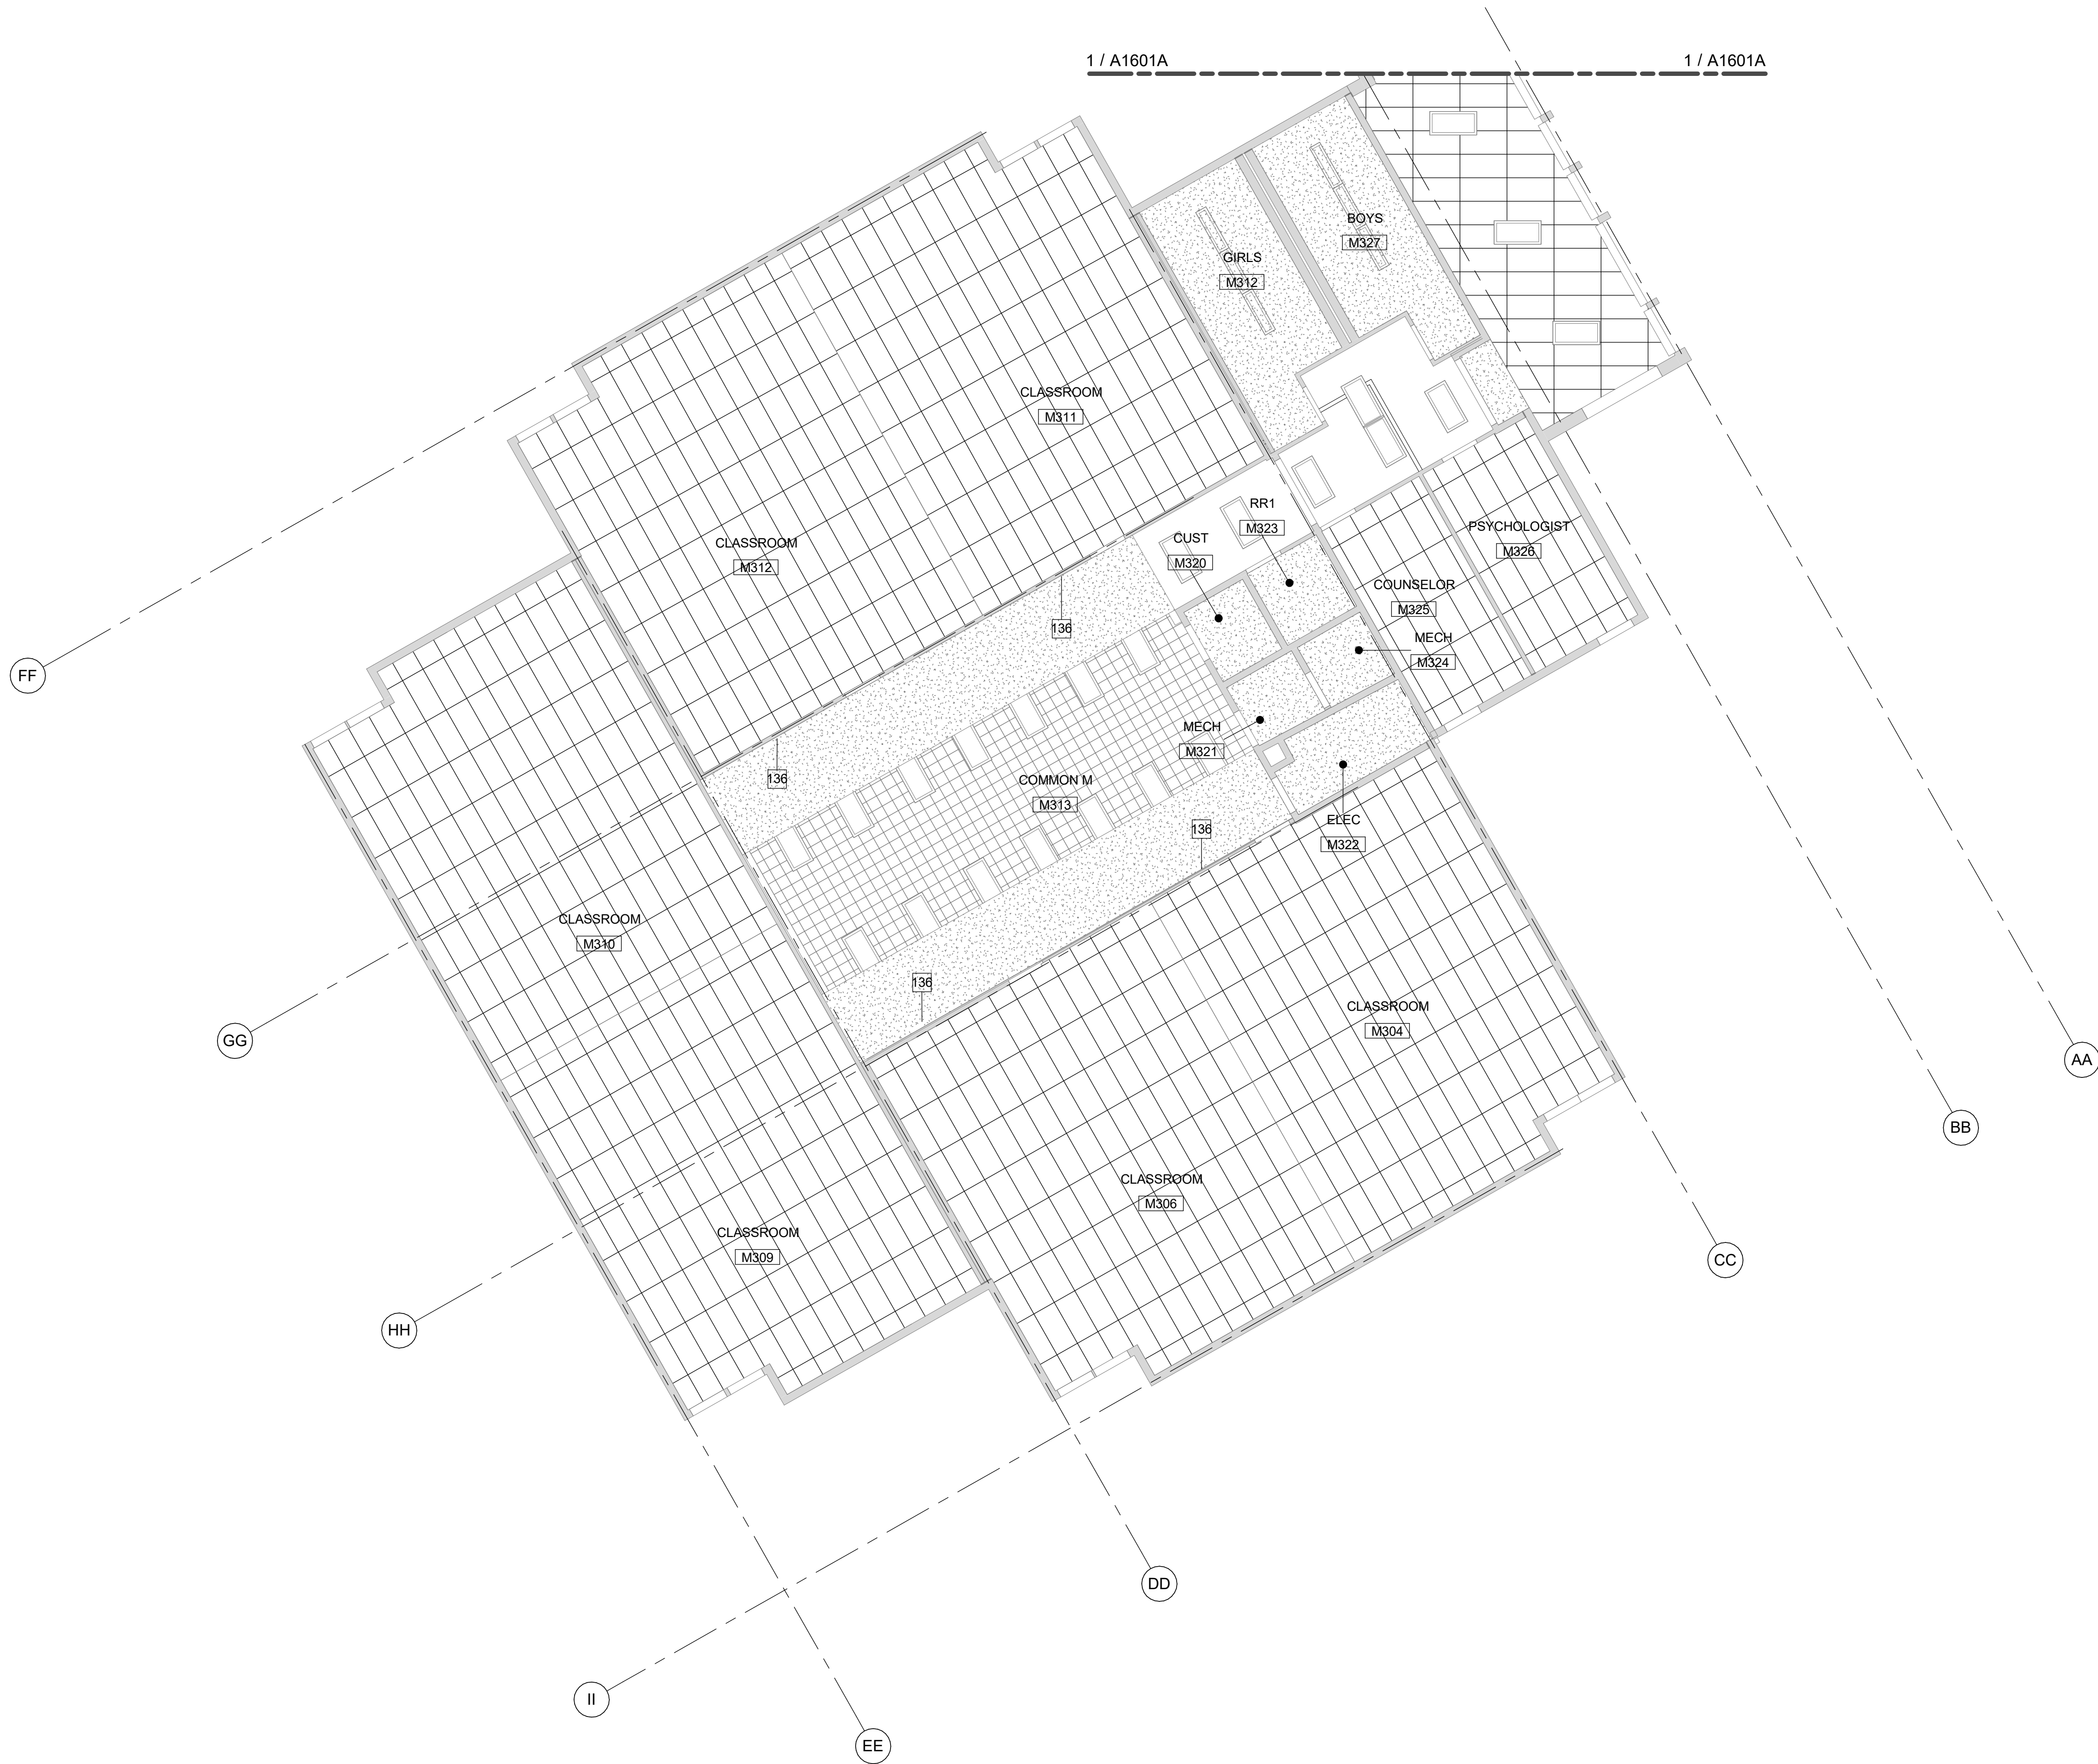 1 / A1601A
1 / A1601A
BOYS
M327
GIRLS
M312
CLASSROOM
M311
RR1
M323
PSYCHOLOGIST
M326
CUST
M320
CLASSROOM
M312
COUNSELOR
M325
136
MECH
M324
FF
MECH
M321
136
COMMON M
M313
136
ELEC
M322
CLASSROOM
M310
136
CLASSROOM
M304
GG
AA
BB
CLASSROOM
M306
CLASSROOM
M309
CC
HH
DD
II
EE